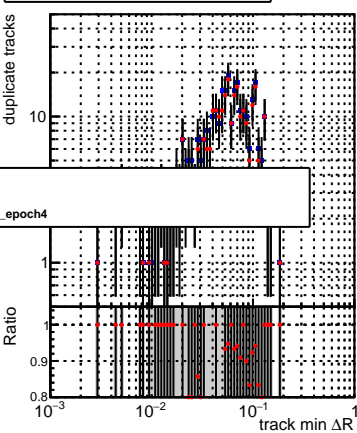 duplicate tracks
10
_epoch4
1
Ratio
1
0.9
0.8
10⁻³ 10⁻² 10⁻¹ 1
track min ΔR